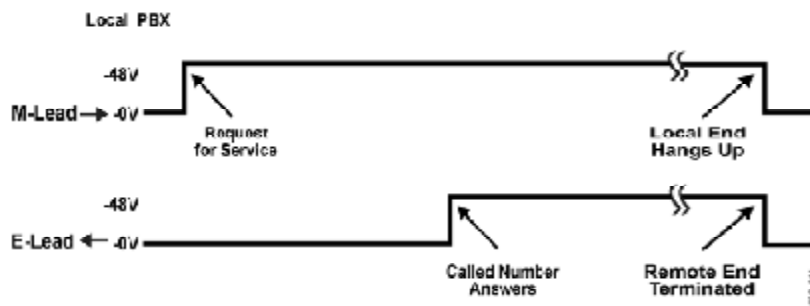 Local PBX
-48V
M-Lead -0V
Request
for Service
Local End
Hangs Up
-48V
E-Lead -0V
Called Number
Answers
Remote End
Terminated